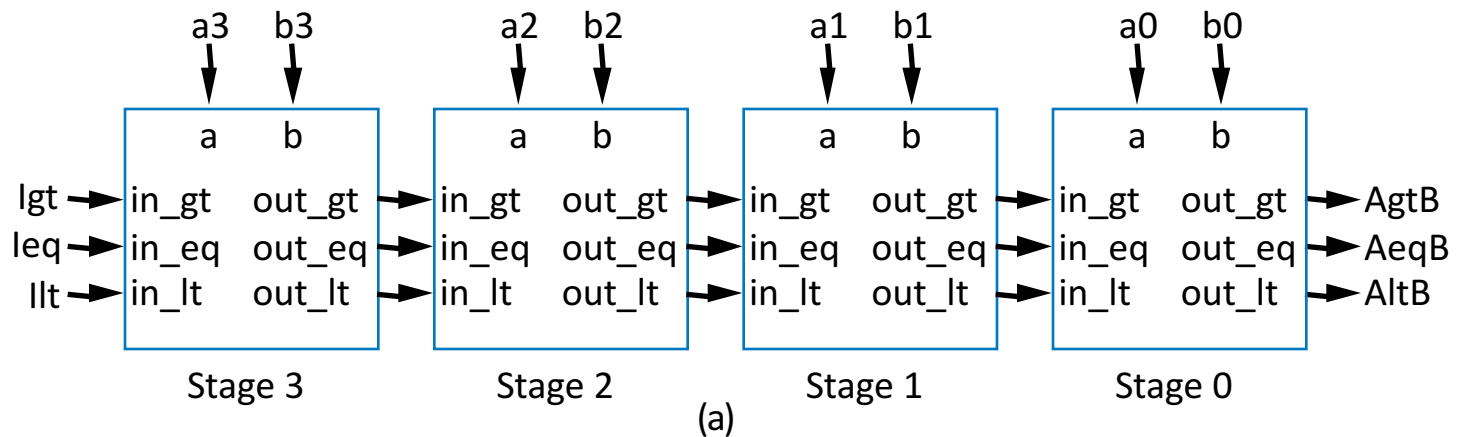 a3 b3 a2 b2 a1 b1 a0 b0
a b a b a b a b
Igt in_gt out_gt in_gt out_gt in_gt out_gt in_gt out_gt AgtB
Ieq in_eq out_eq in_eq out_eq in_eq out_eq in_eq out_eq AeqB
Ilt in_lt out_lt in_lt out_lt in_lt out_lt in_lt out_lt AltB
Stage 3 Stage 2 Stage 1 Stage 0
(a)